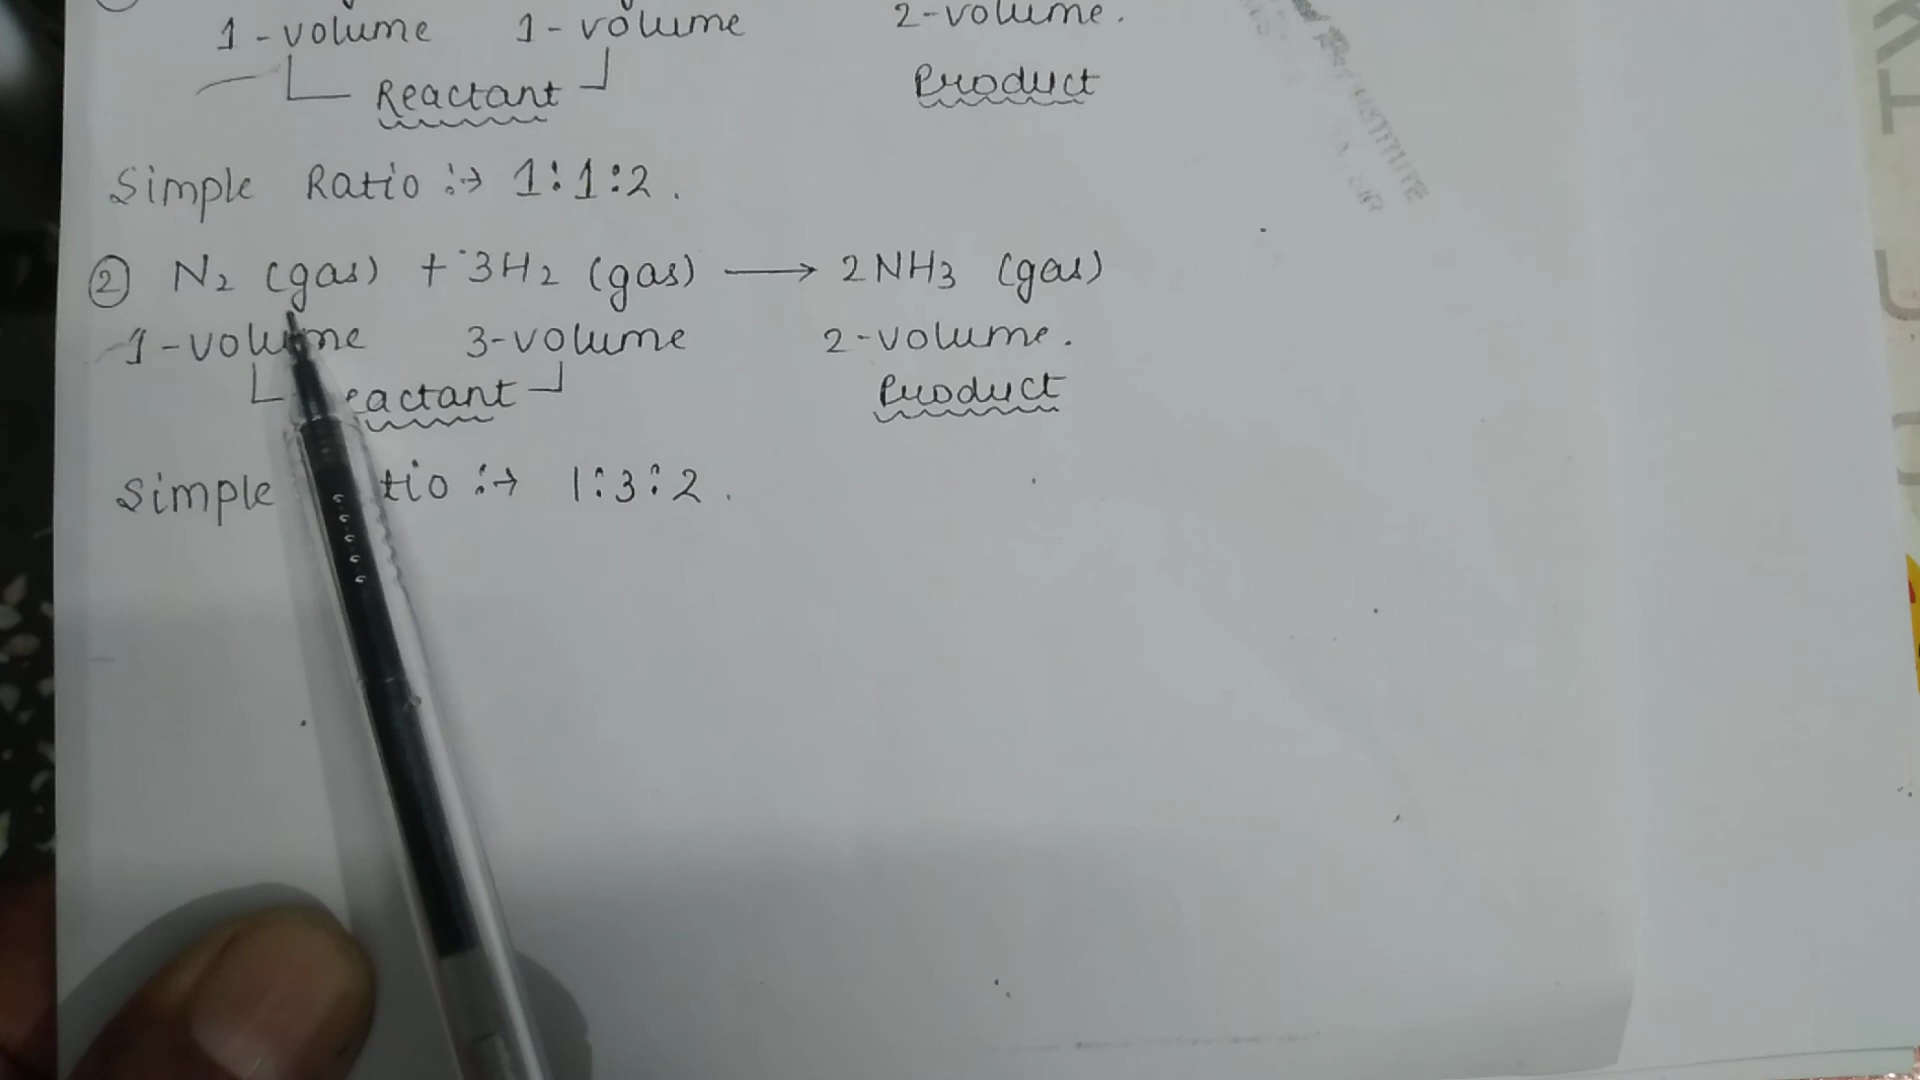 1-volume 1-volume 2-volume.
Reactant Product
Simple Ratio :→ 1:1:2.
② N2 (gas) + 3H2 (gas) ⟶ 2NH3 (gas)
1-volume 3-volume 2-volume.
eactant Product
Simple tio :→ 1:3:2.